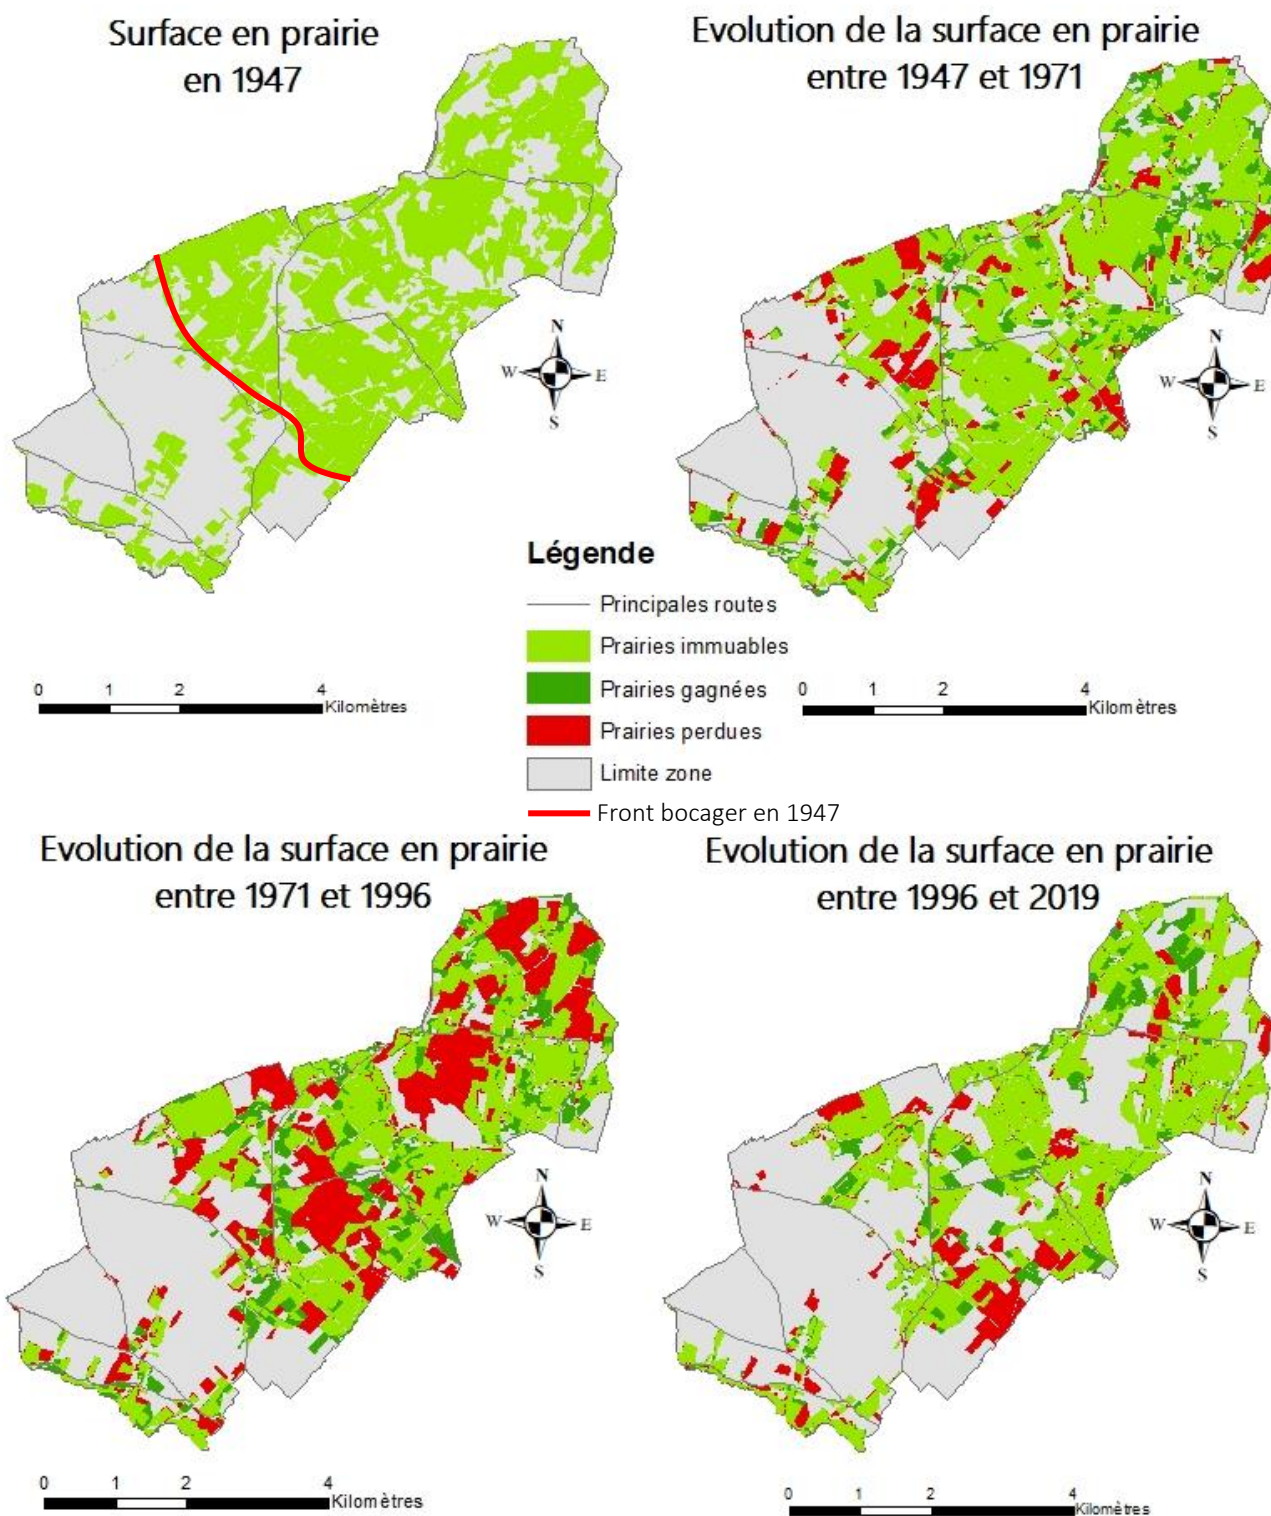 Surface en prairie
en 1947
Evolution de la surface en prairie
entre 1947 et 1971
N
W
E
S
N
W
E
S
Légende
Principales routes
Prairies immuables
Prairies gagnées
Prairies perdues
Limite zone
Front bocager en 1947
0 1 2 4
Kilomètres
0 1 2 4
Kilomètres
Evolution de la surface en prairie
entre 1971 et 1996
Evolution de la surface en prairie
entre 1996 et 2019
N
W
E
S
N
W
E
S
0 1 2 4
Kilomètres
0 1 2 4
Kilomètres